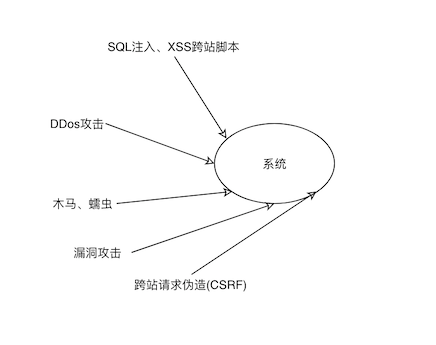 SQL注入、XSS跨站脚本
DDos攻击
系统
木马、蠕虫
漏洞攻击
跨站请求伪造(CSRF)